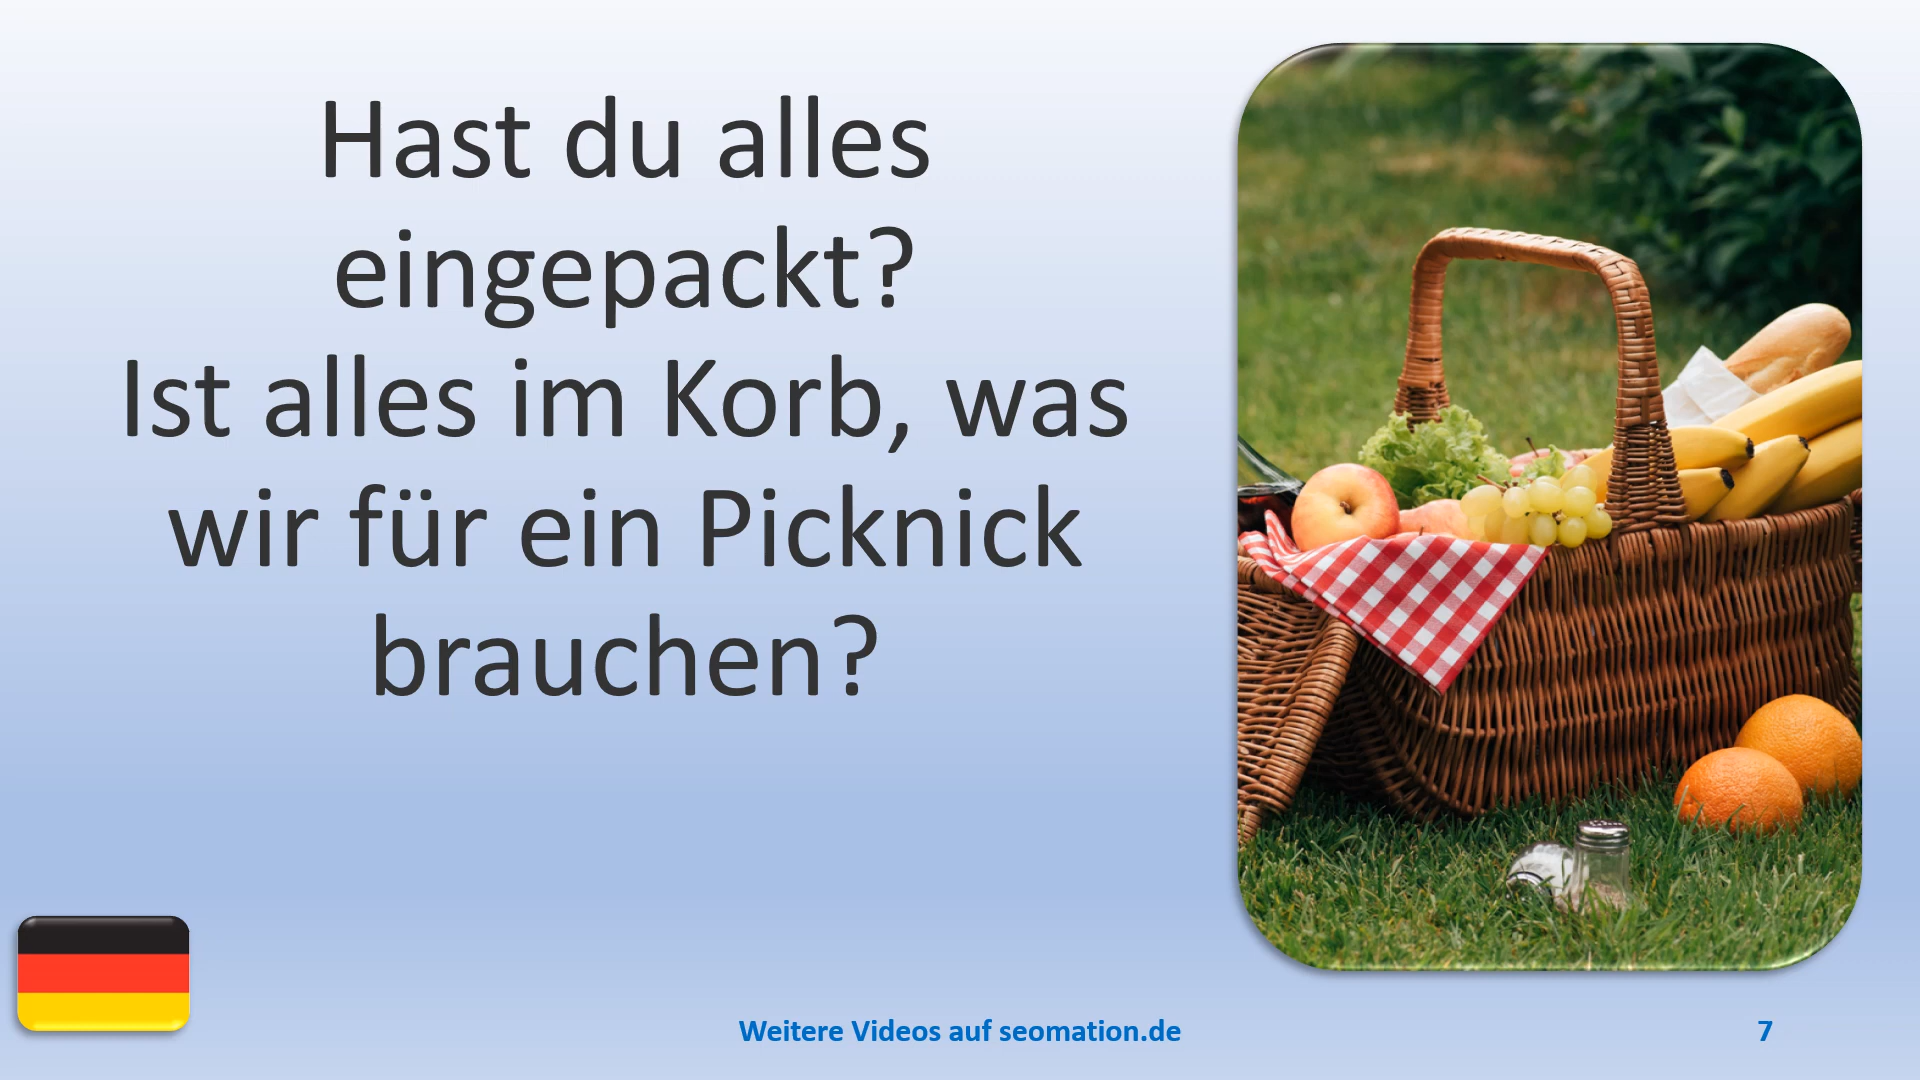 Hast du alles
eingepackt?
Ist alles im Korb, was
wir für ein Picknick
brauchen?
Weitere Videos auf seomation.de
7